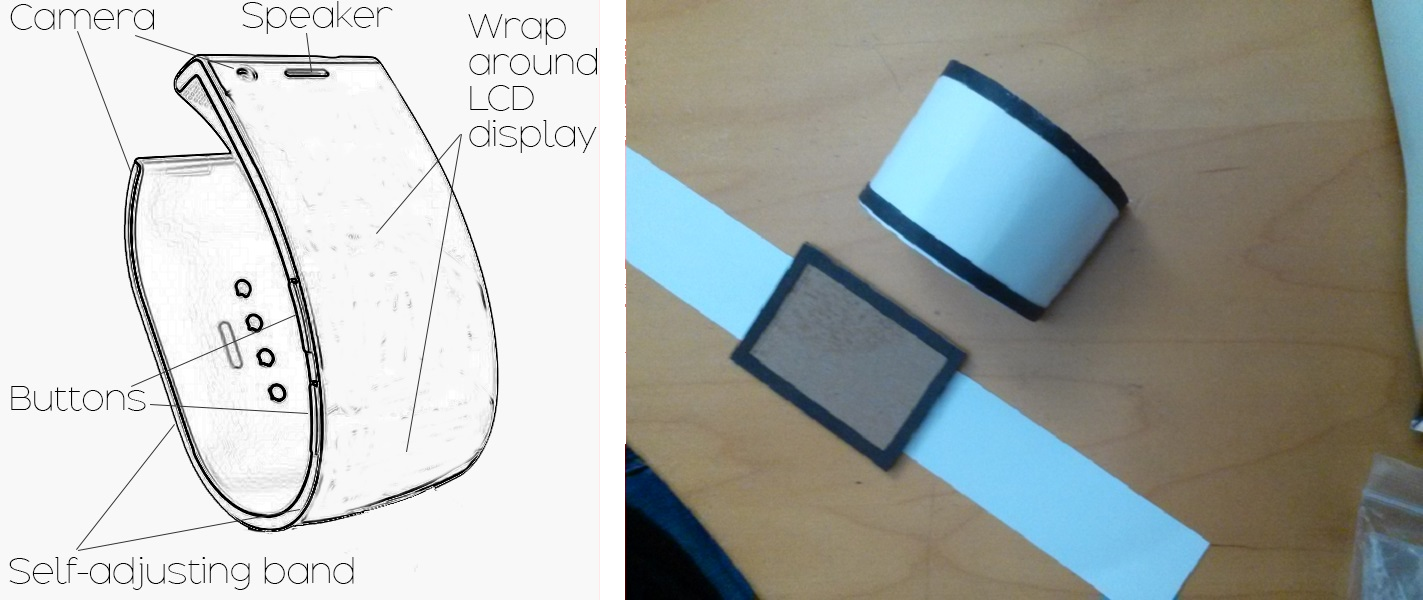 Camera
Speaker
Wrap
around
LCD
display
Buttons
Self-adjusting band